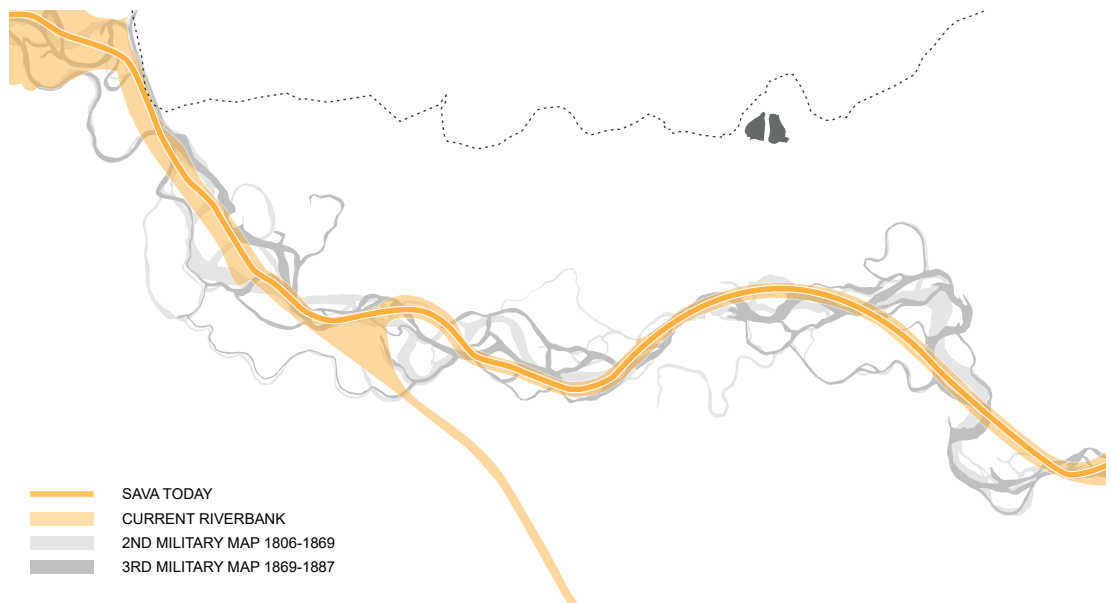 SAVA TODAY
CURRENT RIVERBANK
2ND MILITARY MAP 1806-1869
3RD MILITARY MAP 1869-1887